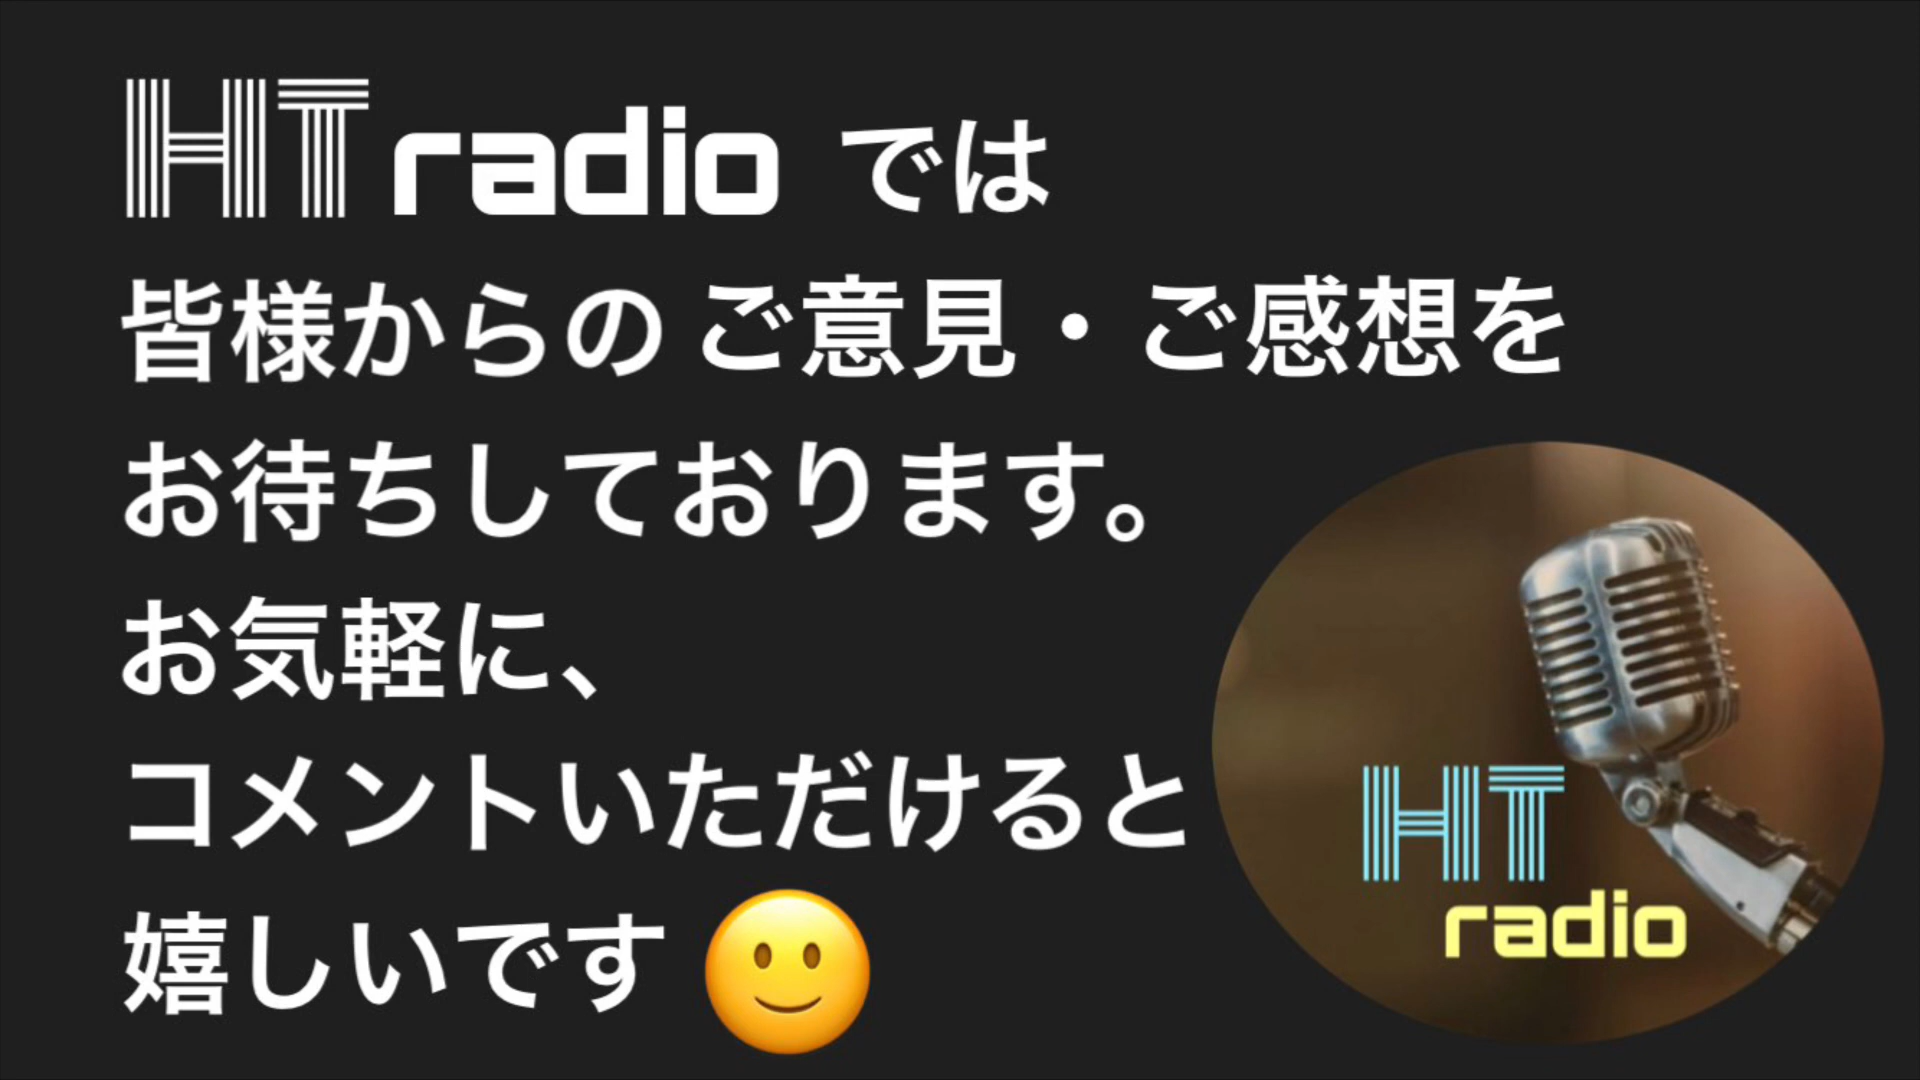 HT radio では
皆様からの ご意見・ご感想を
お待ちしております。
お気軽に、
コメントいただけると
嬉しいです 🙂
HT
radio